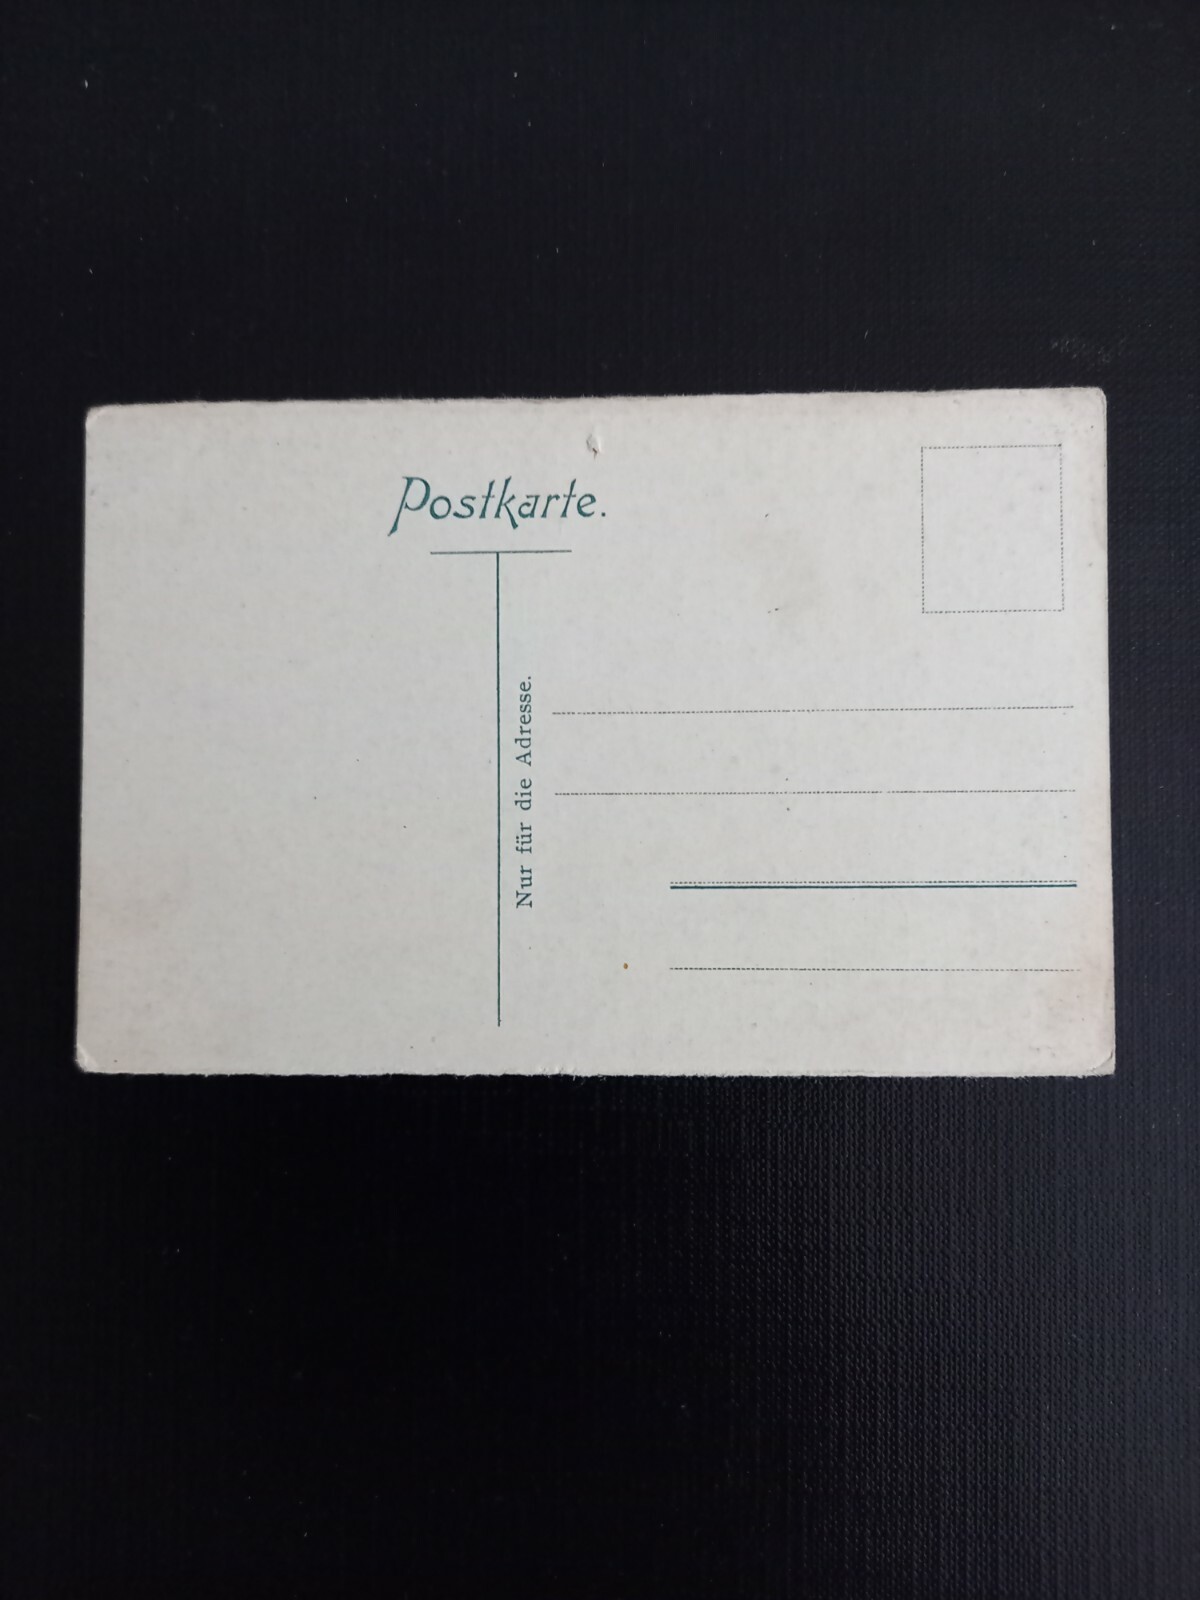 Postkarte.
Nur für die Adresse.